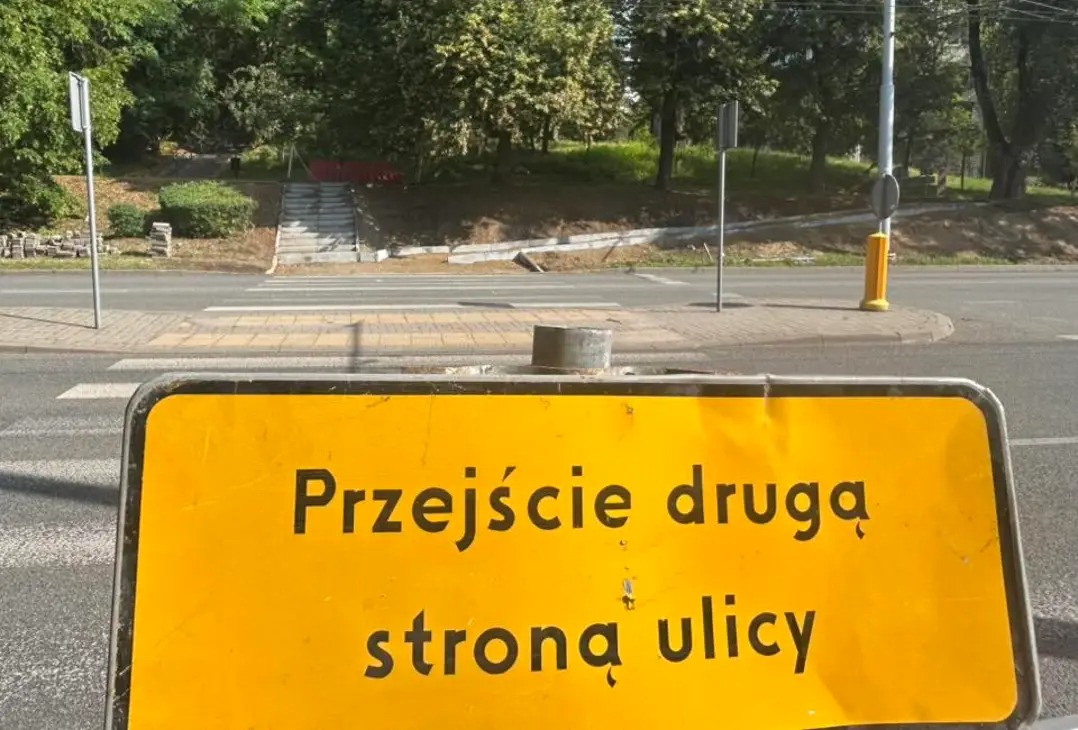 Przejście drugą
stroną ulicy